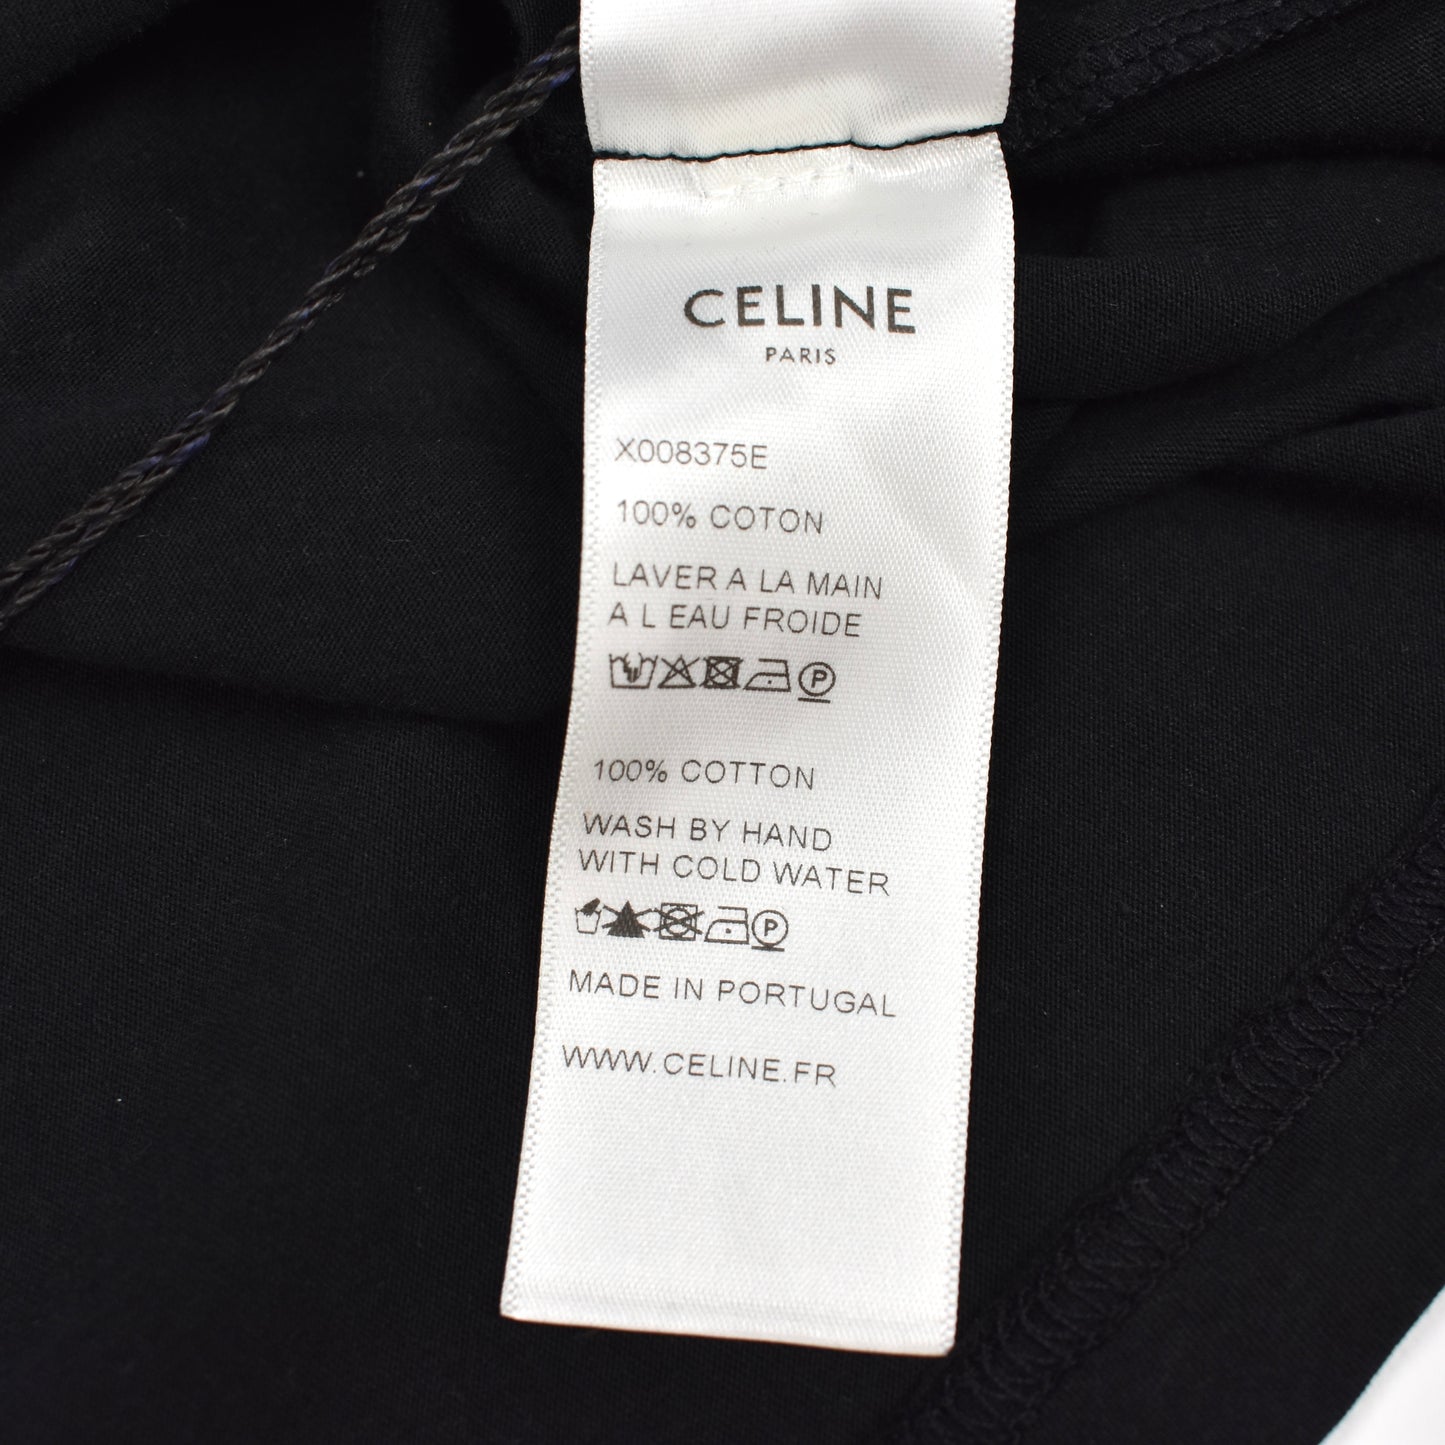 CELINE
PARIS
X008375E
100% COTON
LAVER A LA MAIN
A L EAU FROIDE
P
100% COTTON
WASH BY HAND
WITH COLD WATER
P
MADE IN PORTUGAL
WWW.CELINE.FR